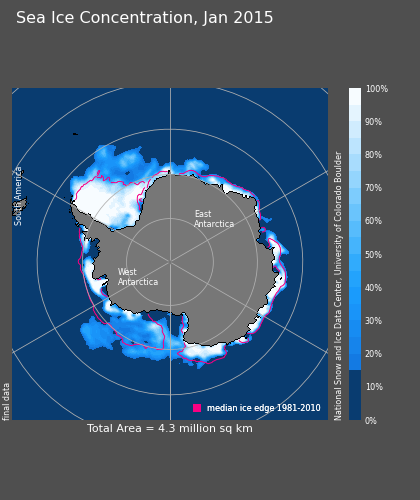 Sea Ice Concentration, Jan 2015
South America
East
Antarctica
West
Antarctica
final data
median ice edge 1981-2010
Total Area = 4.3 million sq km
National Snow and Ice Data Center, University of Colorado Boulder
100%
90%
80%
70%
60%
50%
40%
30%
20%
10%
0%